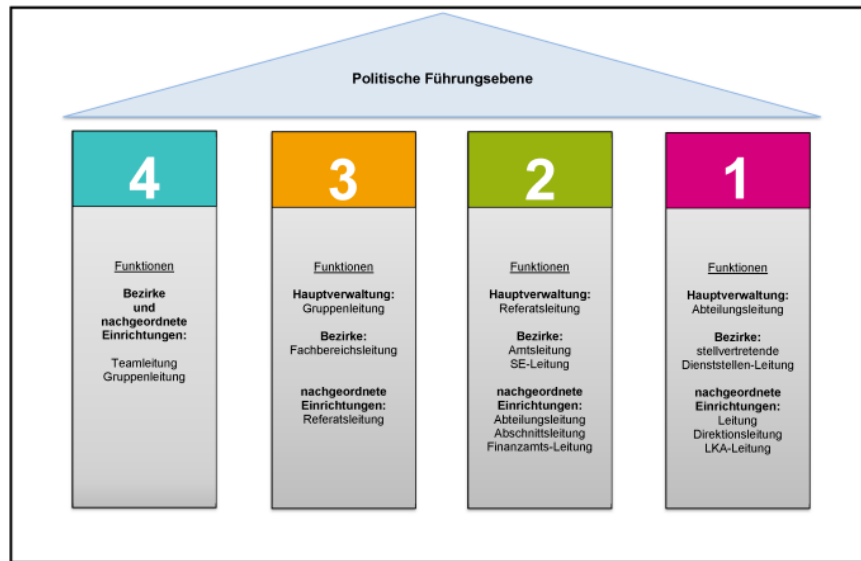 Politische Führungsebene
4
Funktionen
Bezirke
und
nachgeordnete
Einrichtungen:
Teamleitung
Gruppenleitung
3
Funktionen
Hauptverwaltung:
Gruppenleitung
Bezirke:
Fachbereichsleitung
nachgeordnete
Einrichtungen:
Referatsleitung
2
Funktionen
Hauptverwaltung:
Referatsleitung
Bezirke:
Amtsleitung
SE-Leitung
nachgeordnete
Einrichtungen:
Abteilungsleitung
Abschnittsleitung
Finanzamts-Leitung
1
Funktionen
Hauptverwaltung:
Abteilungsleitung
Bezirke:
stellvertretende
Dienststellen-Leitung
nachgeordnete
Einrichtungen:
Leitung
Direktionsleitung
LKA-Leitung